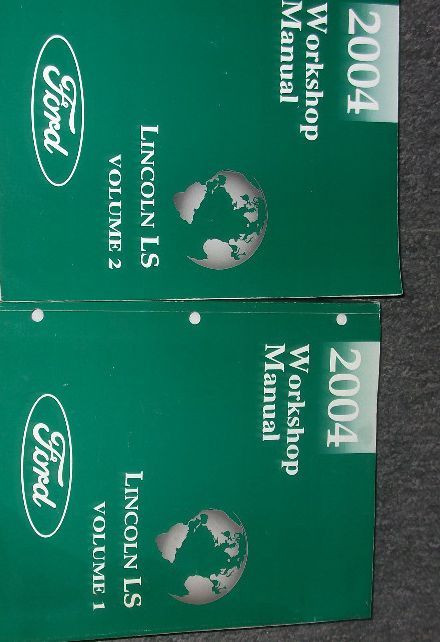 2004
Workshop
Manual
LINCOLN LS
VOLUME 2
Ford
2004
Workshop
Manual
LINCOLN LS
VOLUME 1
Ford